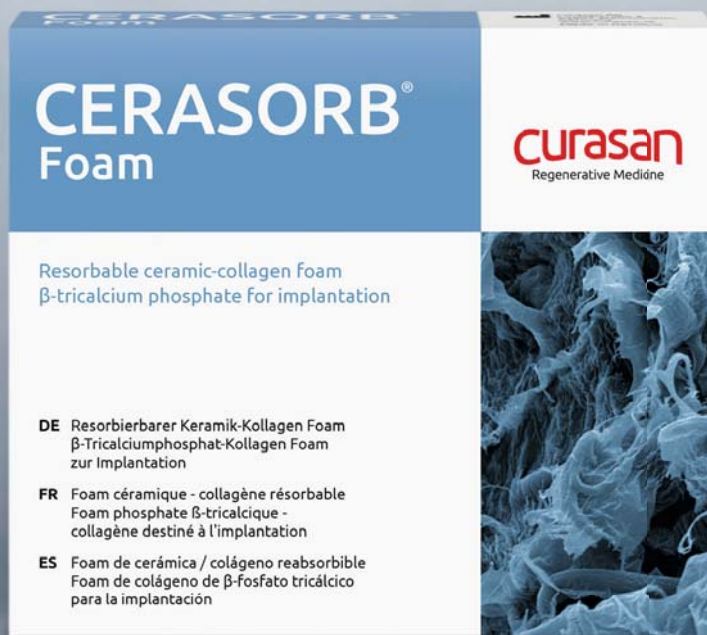 CERASORB
Foam
CERASORB®
Foam
curasan
Regenerative Medicine
Resorbable ceramic-collagen foam
β-tricalcium phosphate for implantation
DE Resorbierbarer Keramik-Kollagen Foam
β-Tricalciumphosphat-Kollagen Foam
zur Implantation
FR Foam céramique - collagène résorbable
Foam phosphate ß-tricalcique -
collagène destiné à l'implantation
ES Foam de cerámica / colágeno reabsorbible
Foam de colágeno de β-fosfato tricálcico
para la implantación